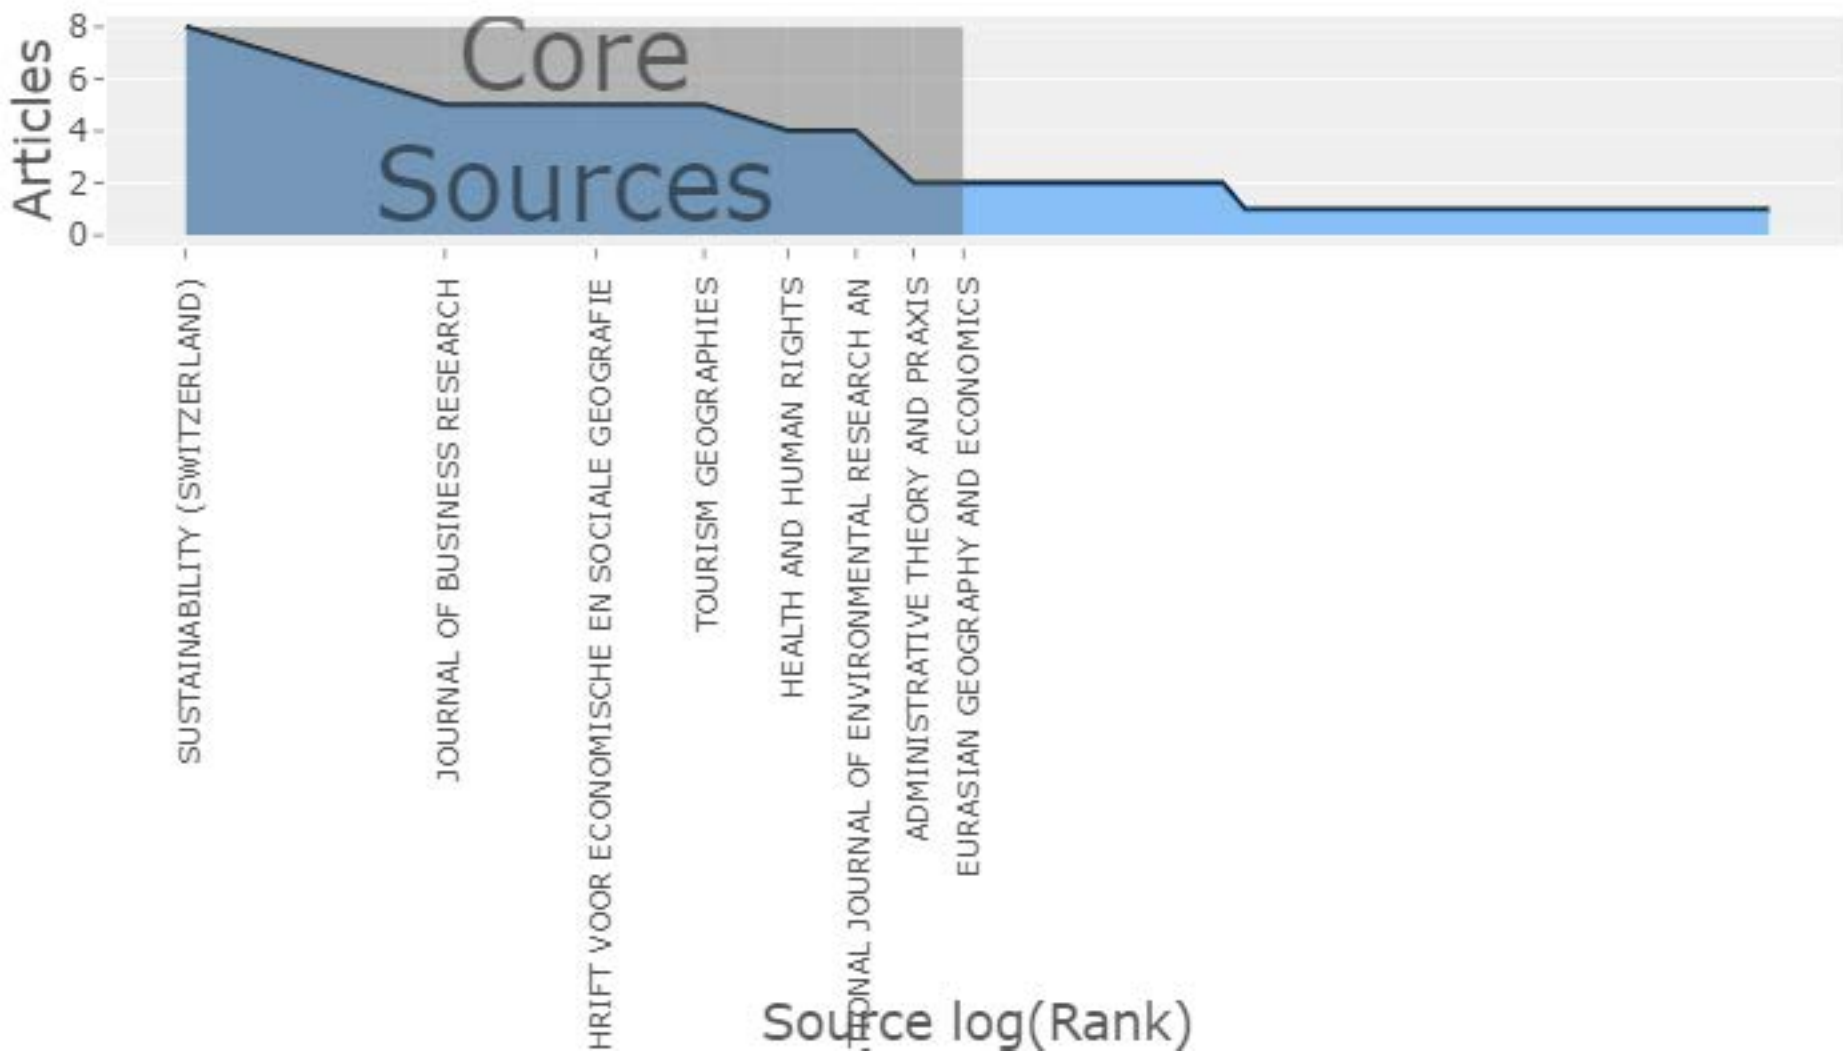 Articles
8
6
4
2
0
Core
Sources
SUSTAINABILITY (SWITZERLAND)
JOURNAL OF BUSINESS RESEARCH
HRIFT VOOR ECONOMISCHE EN SOCIALE GEOGRAFIE
TOURISM GEOGRAPHIES
HEALTH AND HUMAN RIGHTS
TIONAL JOURNAL OF ENVIRONMENTAL RESEARCH AN
ADMINISTRATIVE THEORY AND PRAXIS
EURASIAN GEOGRAPHY AND ECONOMICS
Source log(Rank)